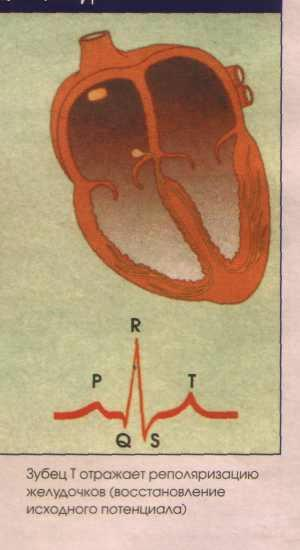 R
P T
Q S
Зубец Т отражает реполяризацию
желудочков (восстановление
исходного потенциала)